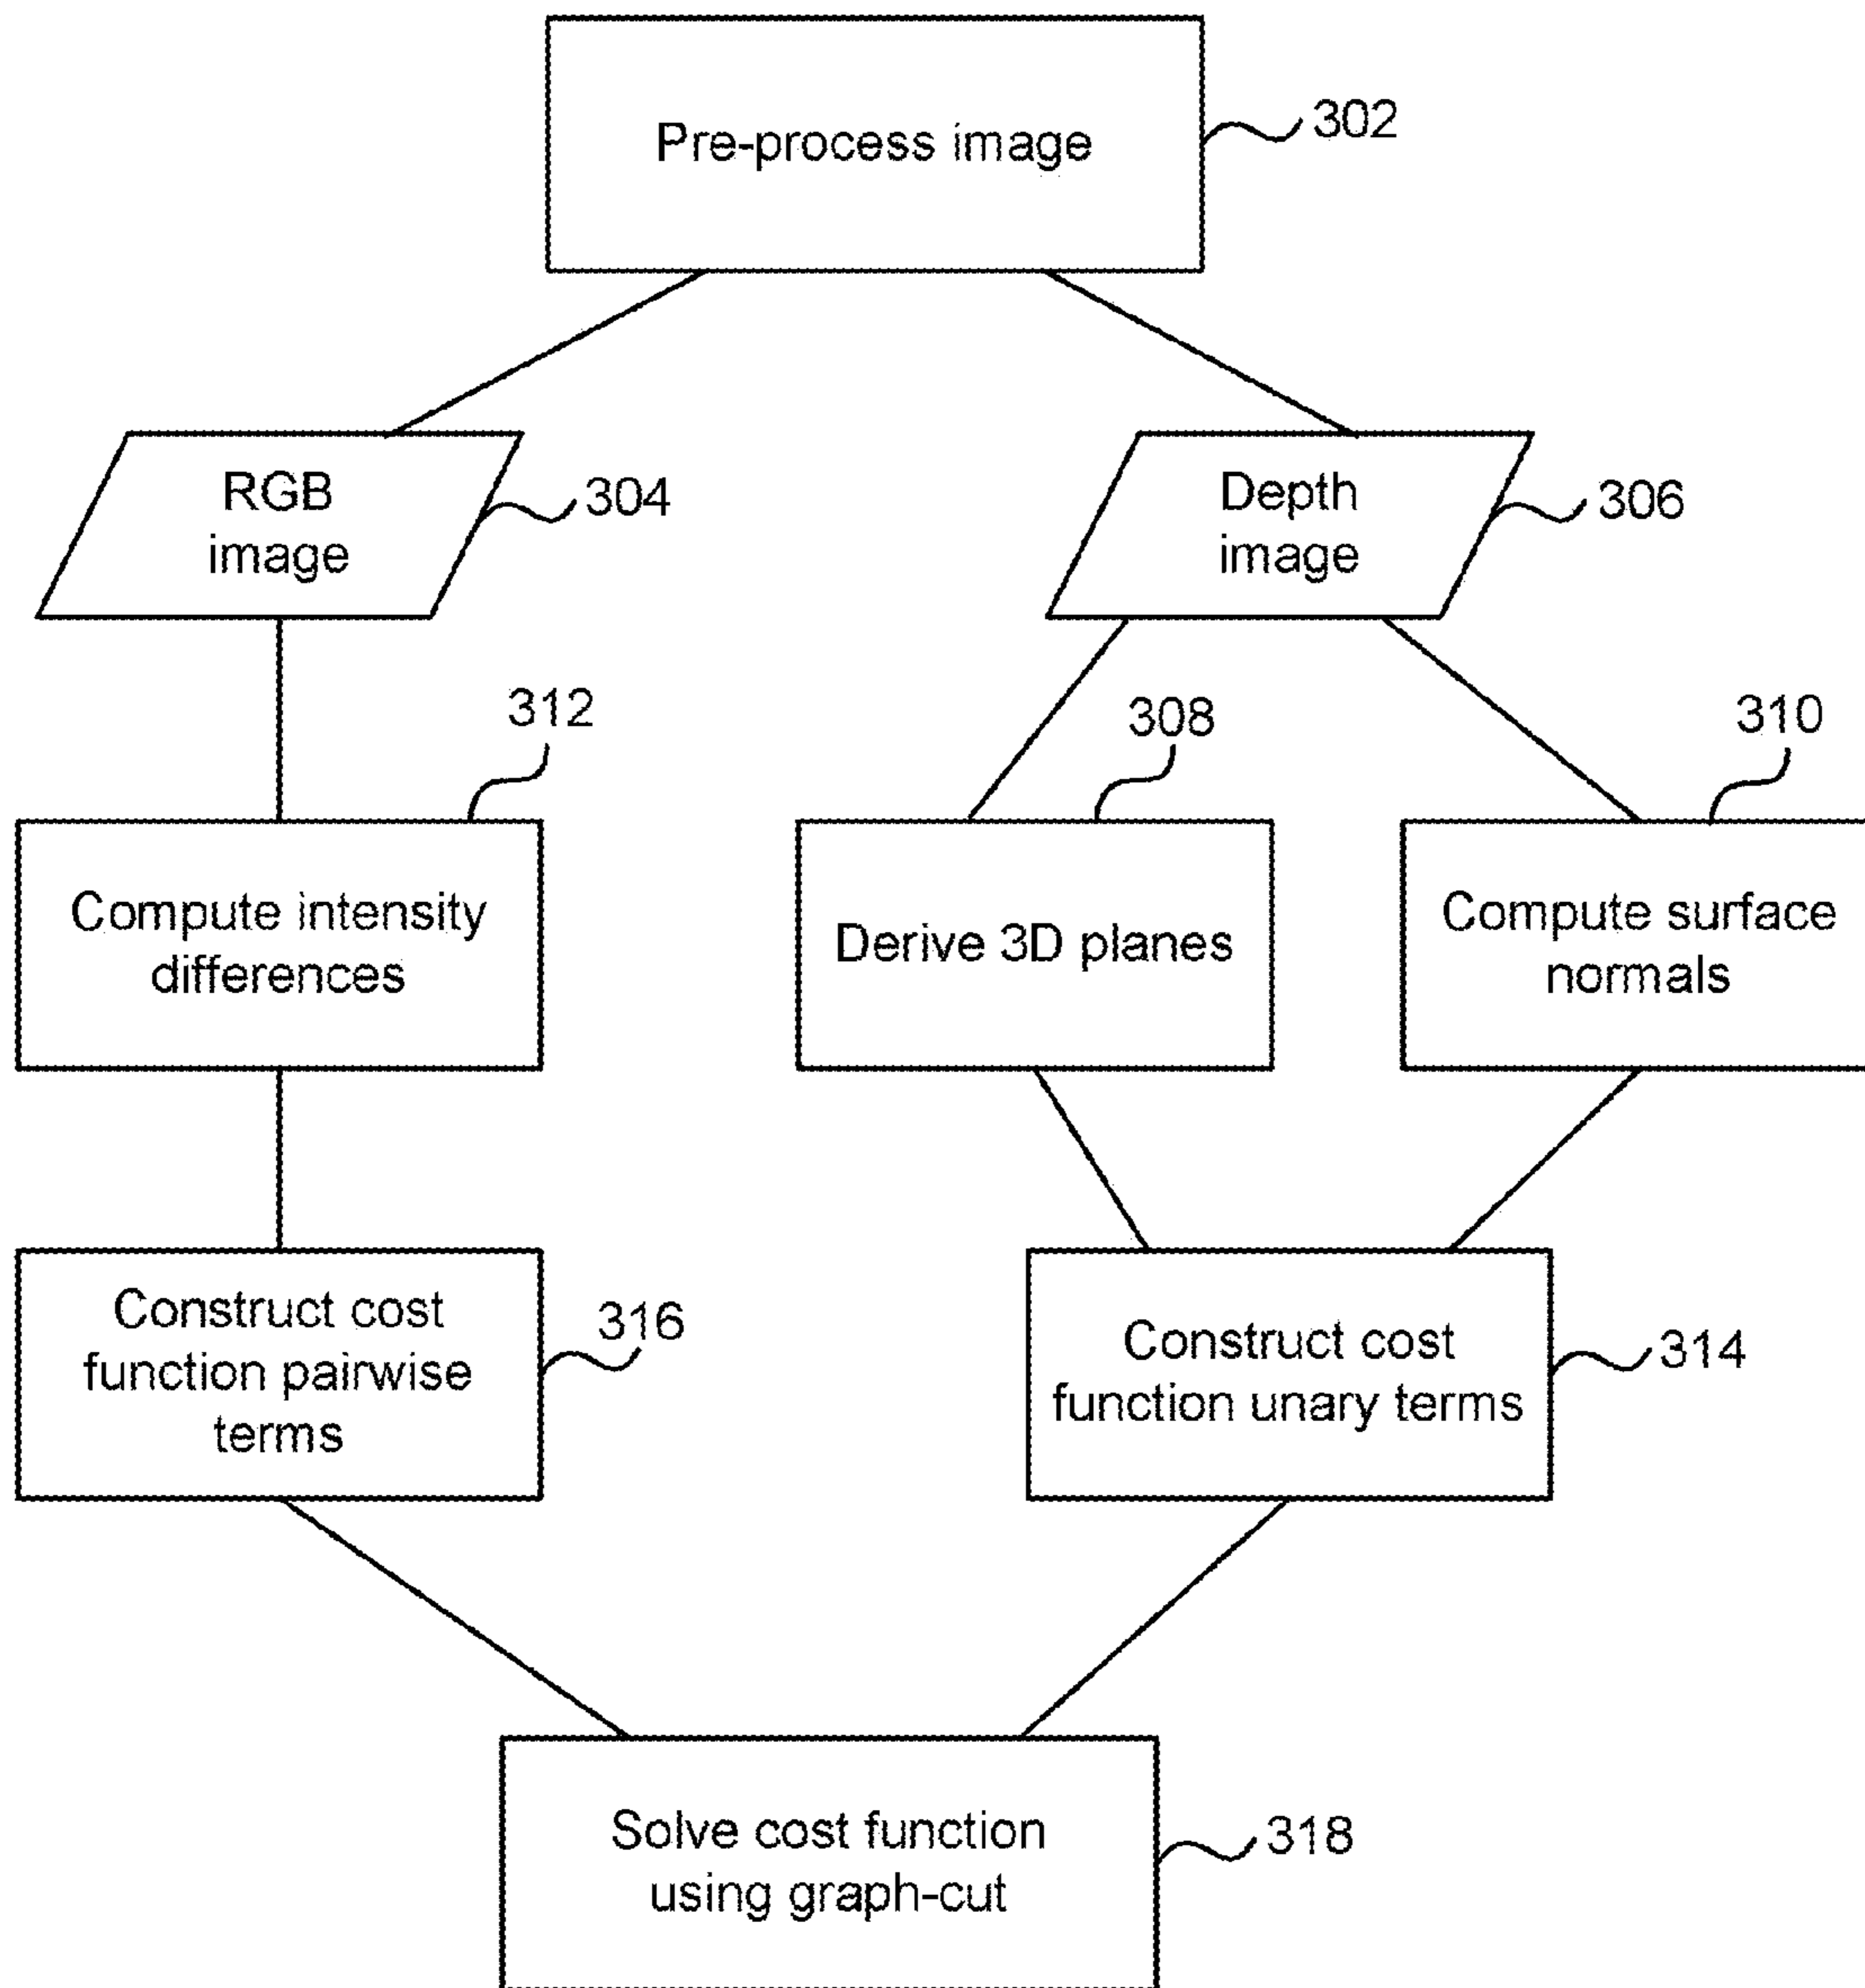 Pre-process image
302
RGB
image
304
Depth
image
306
312
308
310
Compute intensity
differences
Derive 3D planes
Compute surface
normals
Construct cost
function pairwise
terms
316
Construct cost
function unary terms
314
Solve cost function
using graph-cut
318